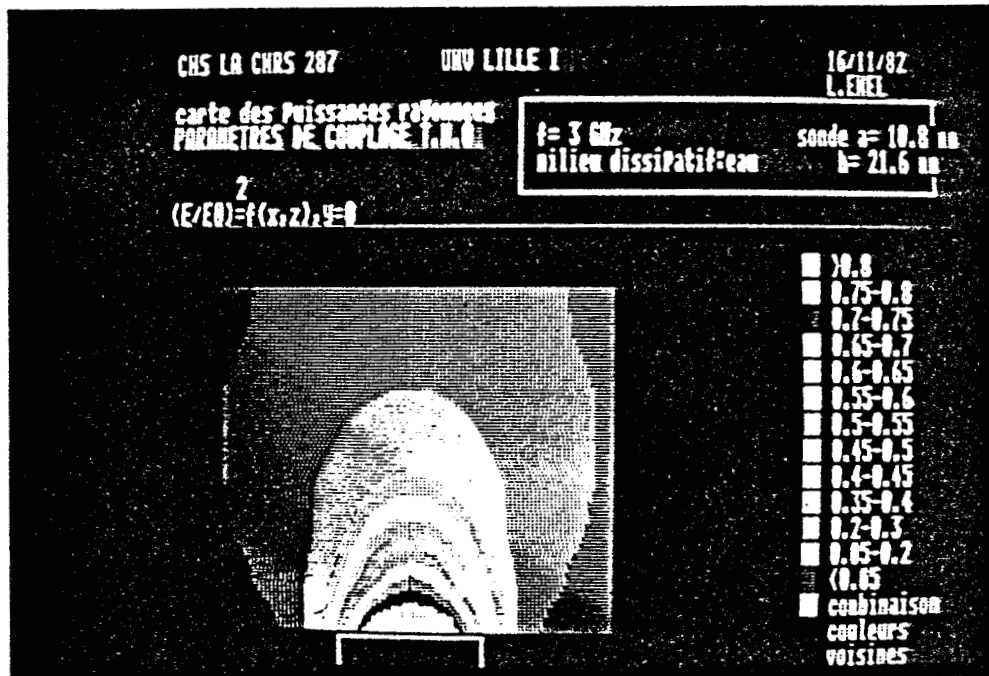 CHS LA CNRS 287 UNV LILLE I 16/11/82
L.ENEL
carte des Puissances rayonnees
PARAMETRES DE COUPLAGE T.M.O
f= 3 GHz sonde a= 10.8 mm
milieu dissiPatif:eau b= 21.6 mm
2
(E/E0)=f(x,z),y=0
>0.8
0.75-0.8
0.7-0.75
0.65-0.7
0.6-0.65
0.55-0.6
0.5-0.55
0.45-0.5
0.4-0.45
0.35-0.4
0.2-0.3
0.05-0.2
<0.05
combinaison
couleurs
voisines